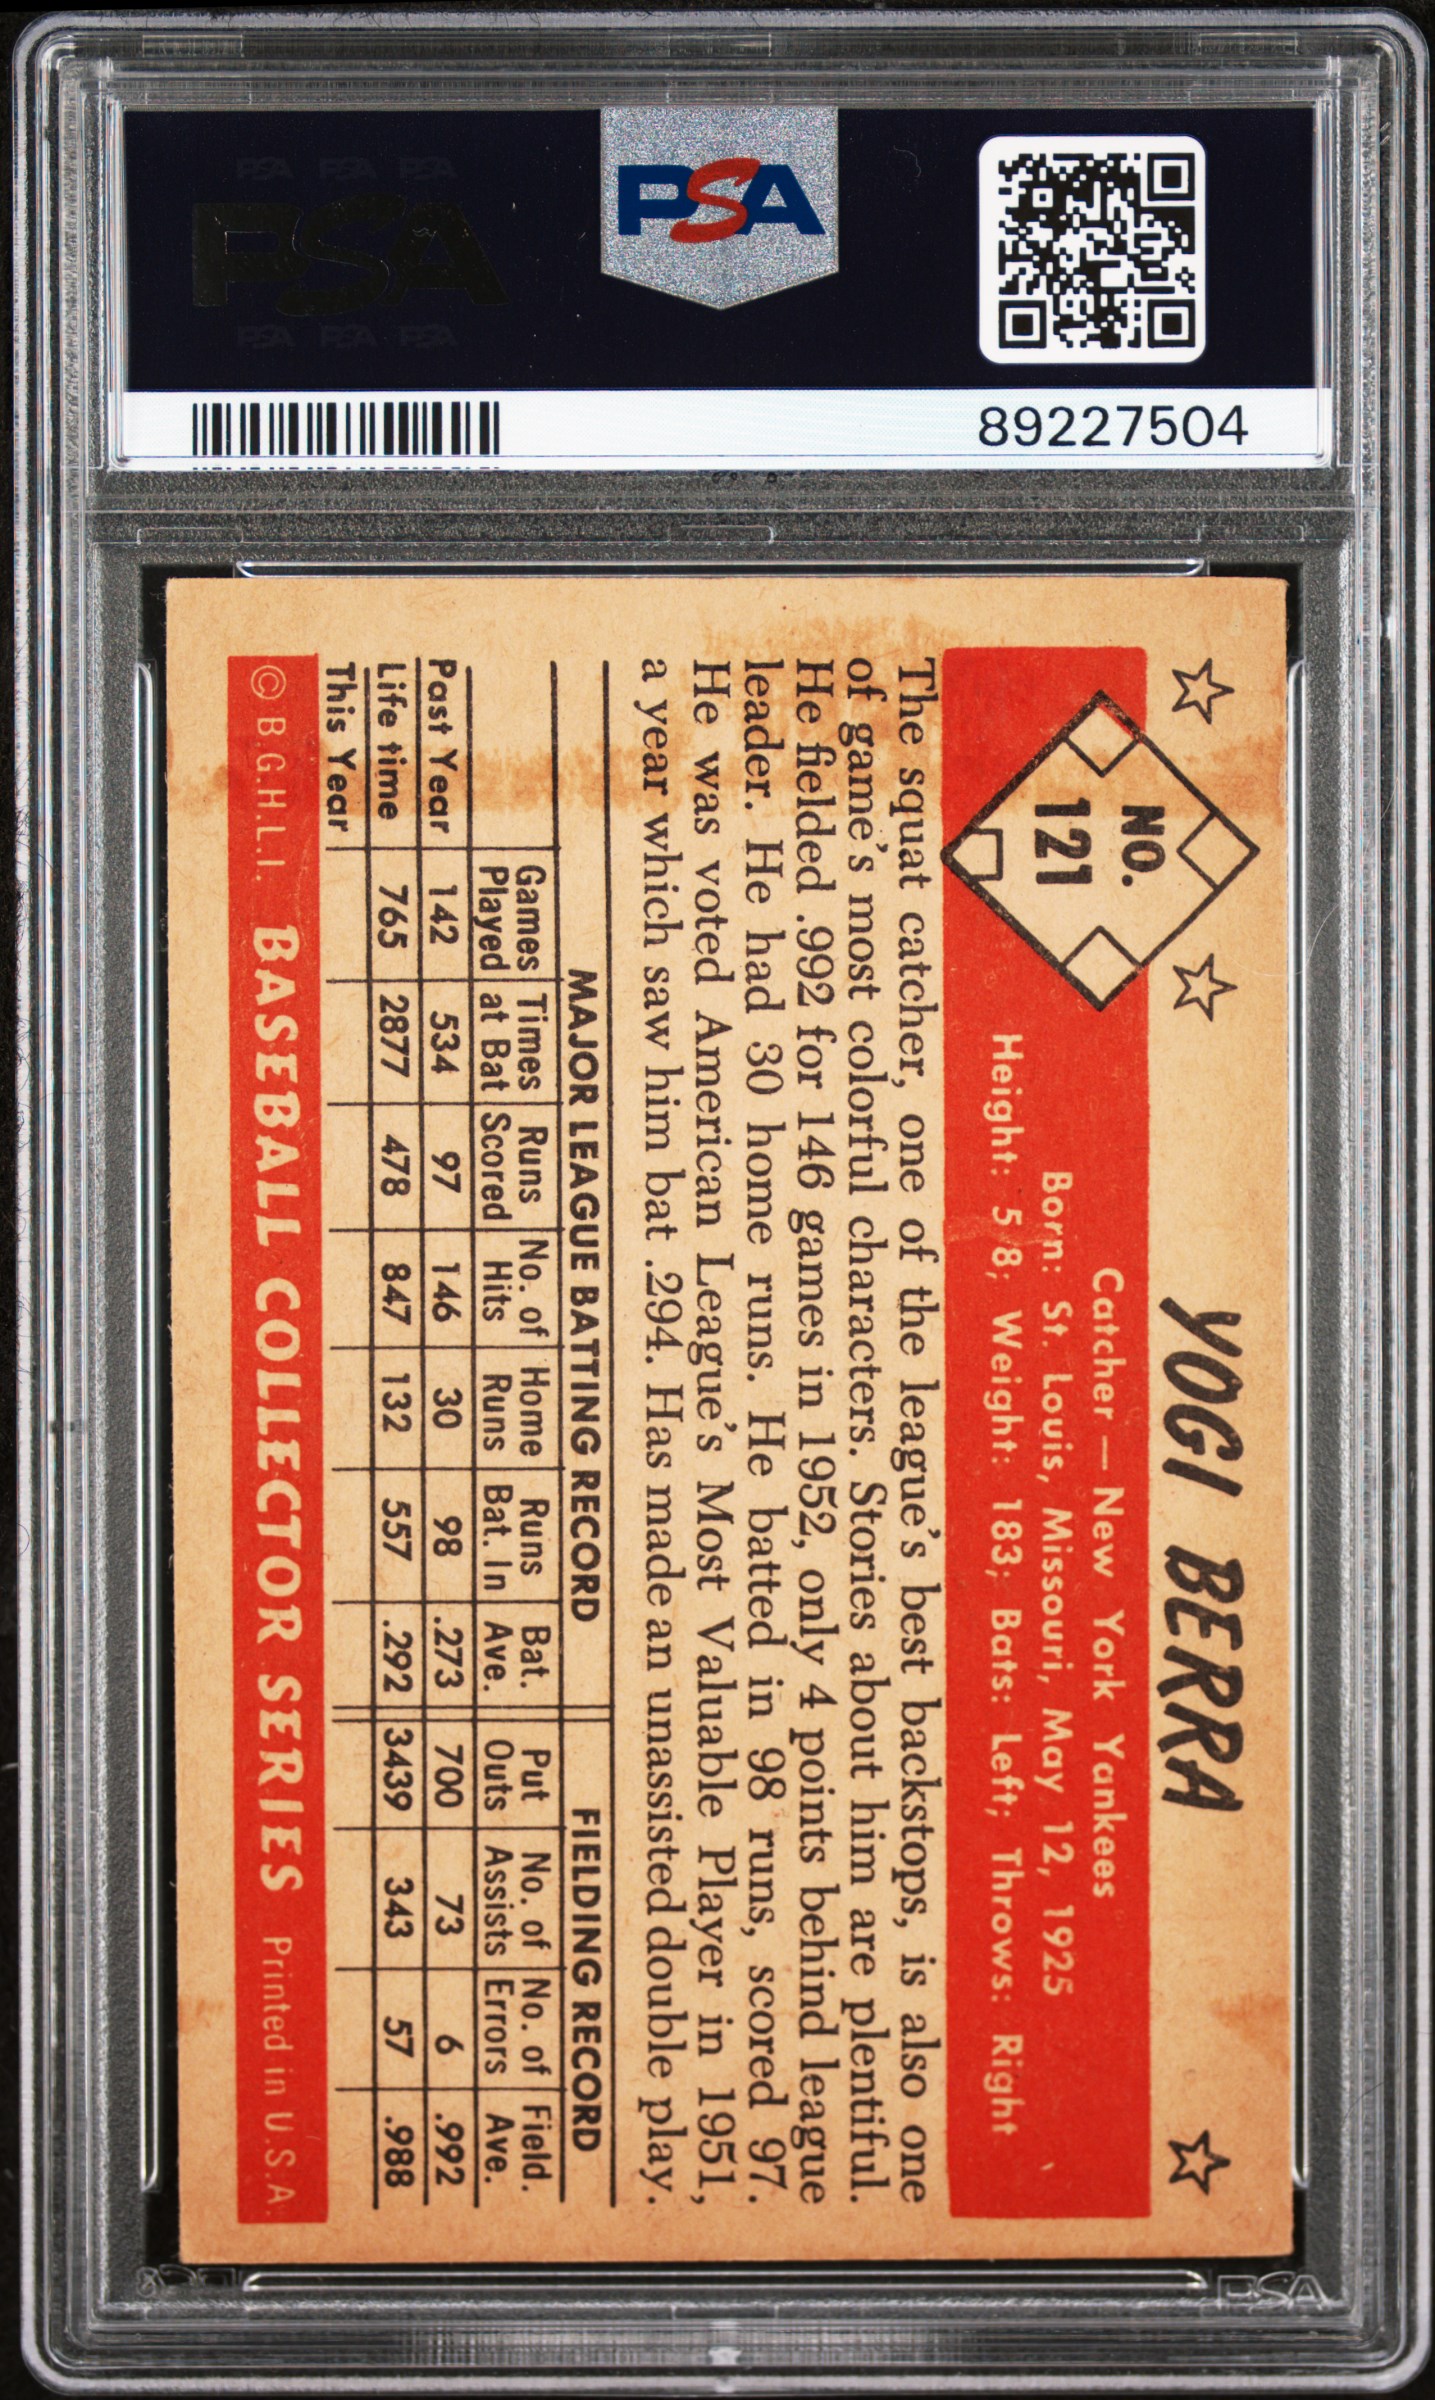 PSA PSA PSA
PSA
PSA PSA PSA
PSA
89227504
NO.
121
YOGI BERRA
Catcher — New York Yankees
Born: St. Louis, Missouri, May 12, 1925
Height: 5 8; Weight: 183; Bats: Left; Throws: Right
The squat catcher, one of the league's best backstops, is also one
of game's most colorful characters. Stories about him are plentiful.
He fielded .992 for 146 games in 1952, only 4 points behind league
leader. He had 30 home runs. He batted in 98 runs, scored 97.
He was voted American League's Most Valuable Player in 1951,
a year which saw him bat .294. Has made an unassisted double play.
MAJOR LEAGUE BATTING RECORD FIELDING RECORD
Games Times Runs No. of Home Runs Bat. Put No. of No. of Field.
Played at Bat Scored Hits Runs Bat. In Ave. Outs Assists Errors Ave.
Past Year 142 534 97 146 30 98 .273 700 73 6 .992
Life time 765 2877 478 847 132 557 .292 3439 343 57 .988
This Year
© B.G.H.L.I. BASEBALL COLLECTOR SERIES Printed in U.S.A.
PSA